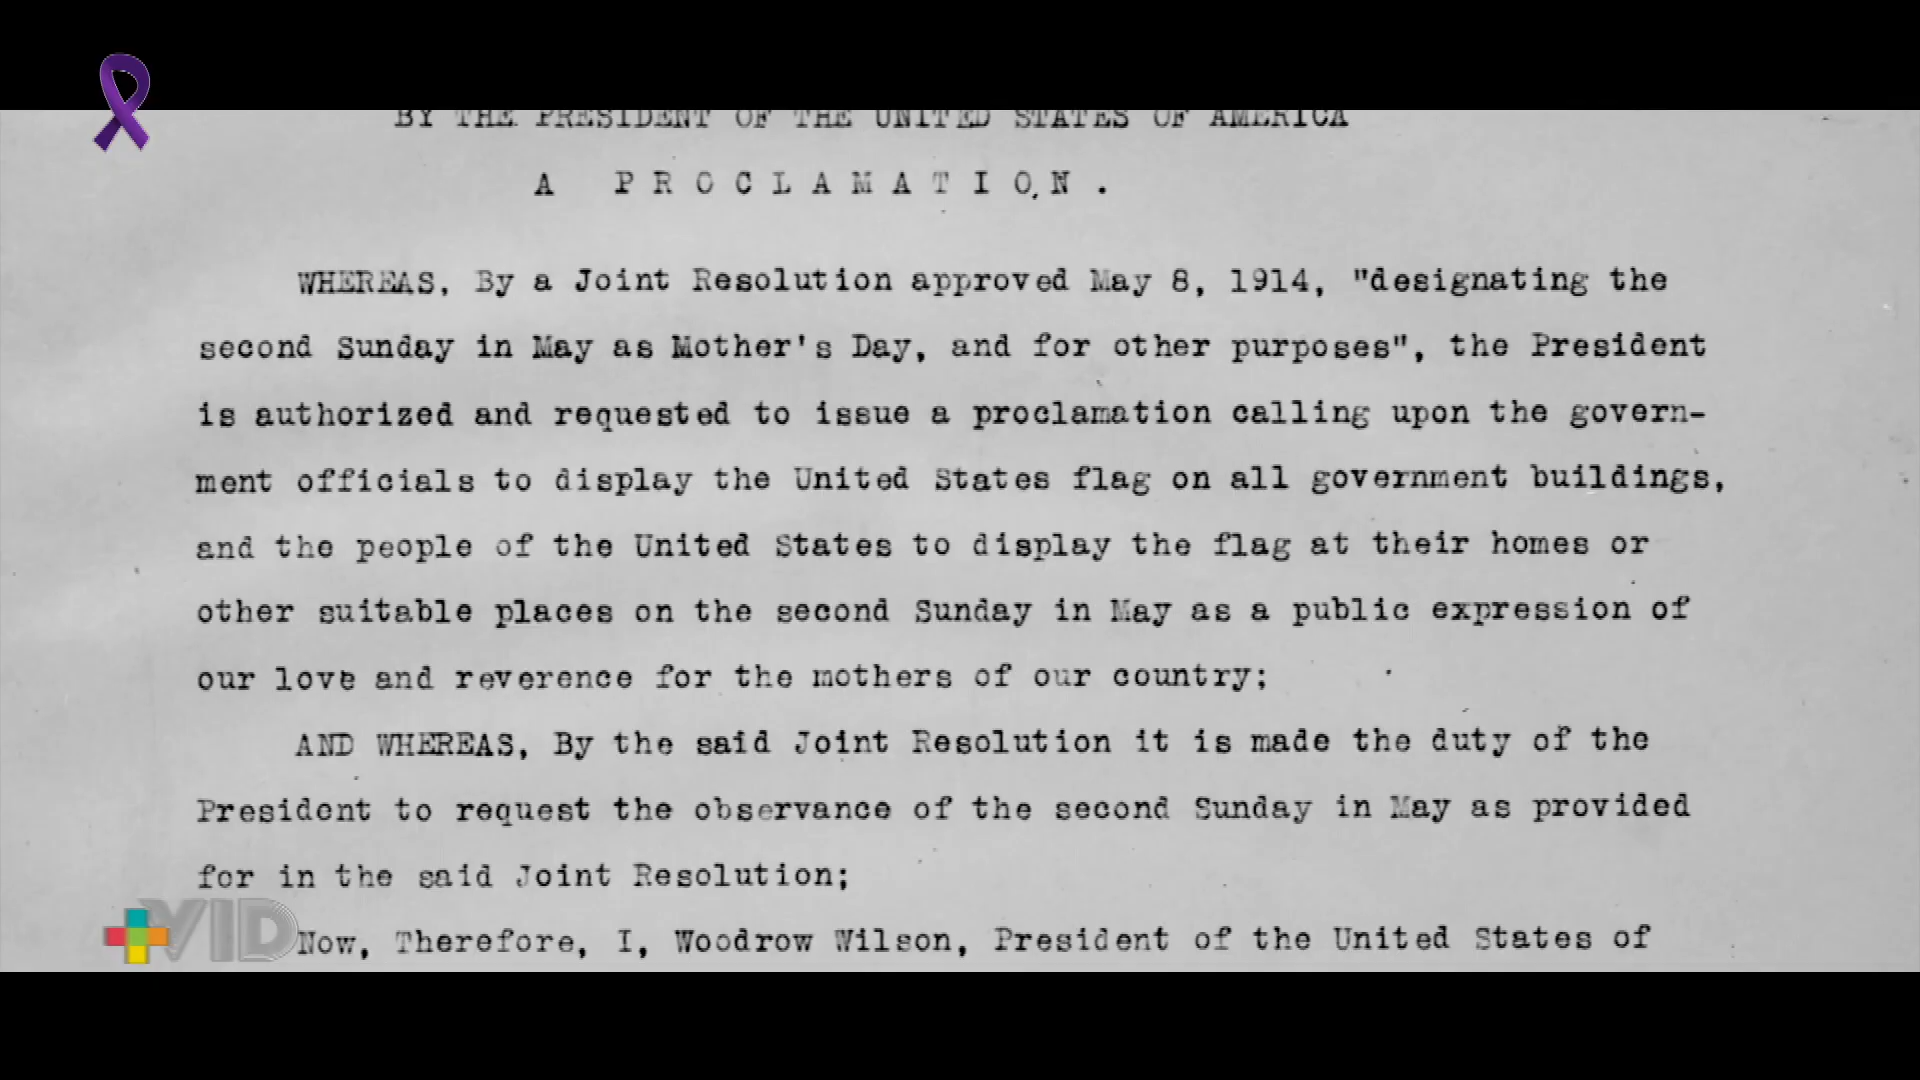 BY THE PRESIDENT OF THE UNITED STATES OF AMERICA
A PROCLAMATION.
WHEREAS, By a Joint Resolution approved May 8, 1914, "designating the
second Sunday in May as Mother's Day, and for other purposes", the President
is authorized and requested to issue a proclamation calling upon the govern-
ment officials to display the United States flag on all government buildings,
and the people of the United States to display the flag at their homes or
other suitable places on the second Sunday in May as a public expression of
our love and reverence for the mothers of our country;
AND WHEREAS, By the said Joint Resolution it is made the duty of the
President to request the observance of the second Sunday in May as provided
for in the said Joint Resolution;
Now, Therefore, I, Woodrow Wilson, President of the United States of
VID